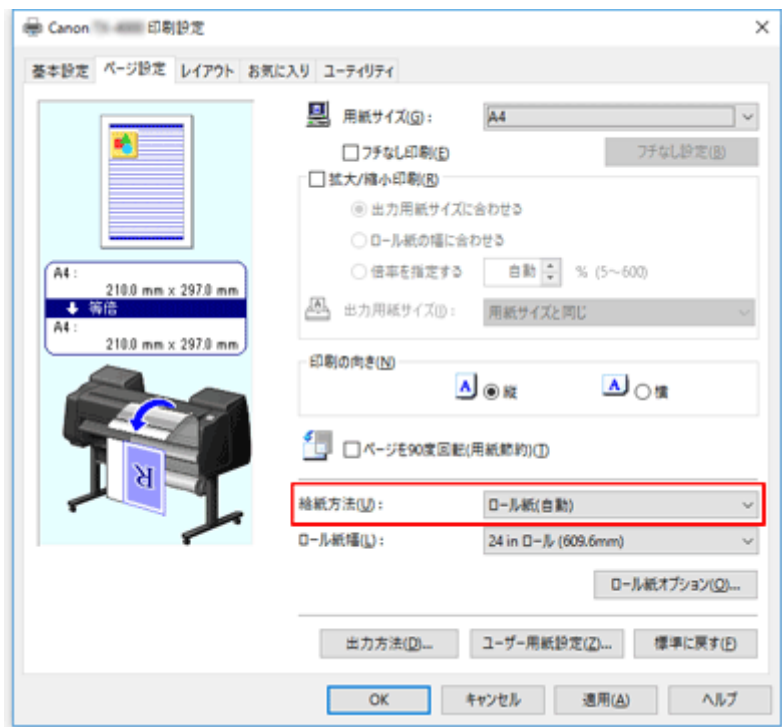 Canon 印刷設定
基本設定 ページ設定 レイアウト お気に入り ユーティリティ
用紙サイズ(G): A4
フチなし印刷(E) フチなし設定(B)
拡大/縮小印刷(R)
出力用紙サイズに合わせる
ロール紙の幅に合わせる
倍率を指定する 自動 % (5～600)
出力用紙サイズ(I): 用紙サイズと同じ
A4 :
210.0 mm x 297.0 mm
等倍
A4 :
210.0 mm x 297.0 mm
印刷の向き(N)
A 縦 A 横
ページを90度回転(用紙節約)(T)
R
給紙方法(U): ロール紙(自動)
ロール紙幅(L): 24 in ロール (609.6mm)
ロール紙オプション(O)...
出力方法(D)... ユーザー用紙設定(Z)... 標準に戻す(F)
OK キャンセル 適用(A) ヘルプ